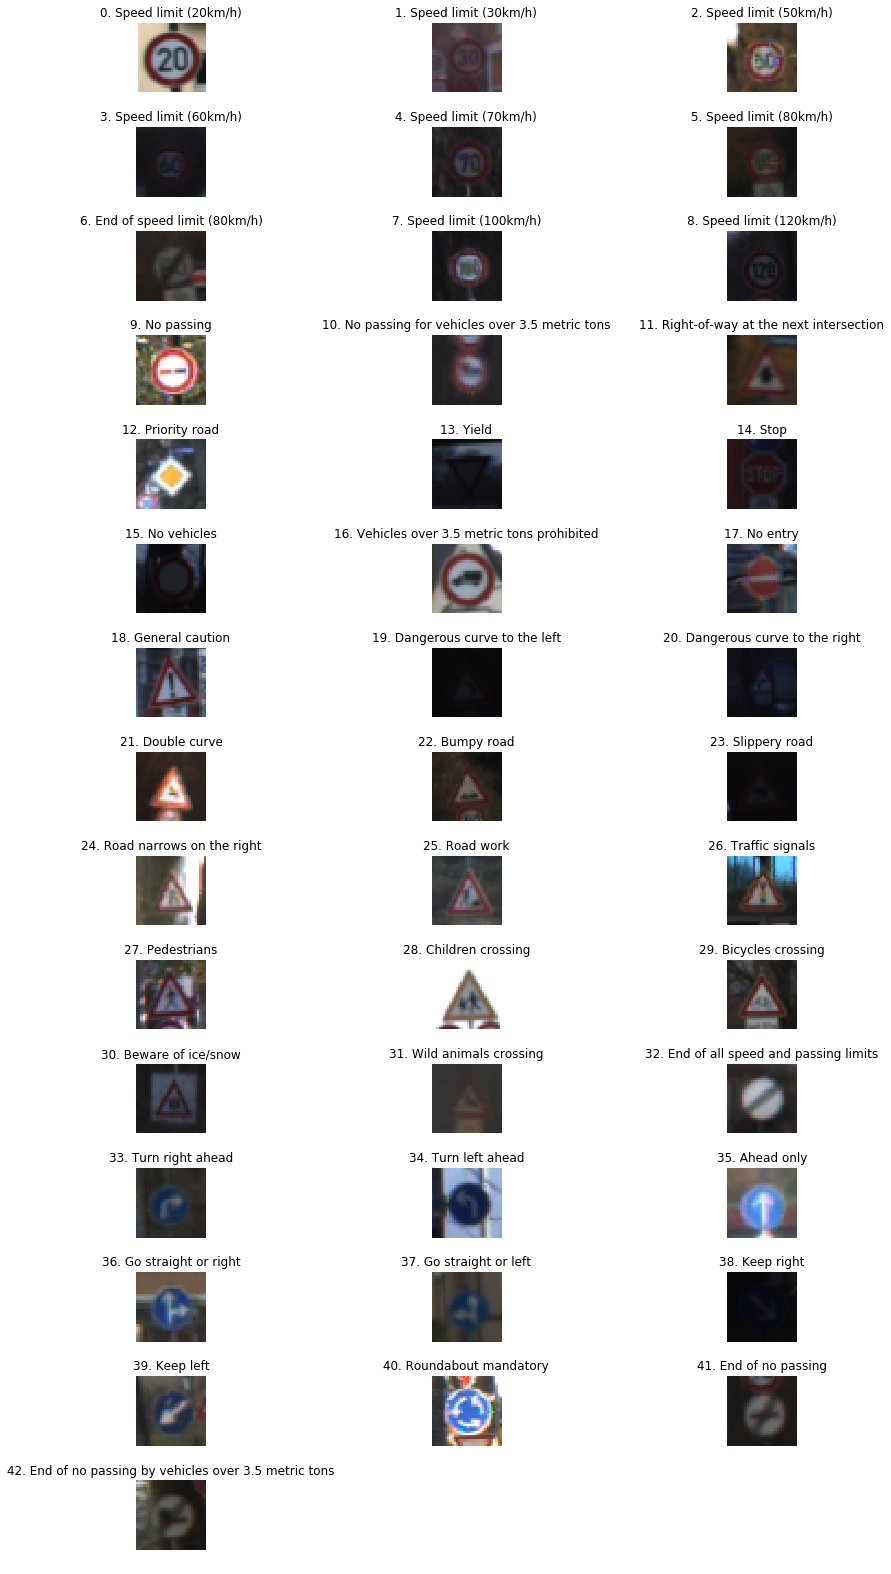 0. Speed limit (20km/h)
1. Speed limit (30km/h)
2. Speed limit (50km/h)
20
30
50
3. Speed limit (60km/h)
4. Speed limit (70km/h)
5. Speed limit (80km/h)
60
70
6. End of speed limit (80km/h)
7. Speed limit (100km/h)
8. Speed limit (120km/h)
9. No passing
10. No passing for vehicles over 3.5 metric tons
11. Right-of-way at the next intersection
12. Priority road
13. Yield
14. Stop
STOP
15. No vehicles
16. Vehicles over 3.5 metric tons prohibited
17. No entry
18. General caution
19. Dangerous curve to the left
20. Dangerous curve to the right
21. Double curve
22. Bumpy road
23. Slippery road
24. Road narrows on the right
25. Road work
26. Traffic signals
27. Pedestrians
28. Children crossing
29. Bicycles crossing
30. Beware of ice/snow
31. Wild animals crossing
32. End of all speed and passing limits
33. Turn right ahead
34. Turn left ahead
35. Ahead only
36. Go straight or right
37. Go straight or left
38. Keep right
39. Keep left
40. Roundabout mandatory
41. End of no passing
42. End of no passing by vehicles over 3.5 metric tons